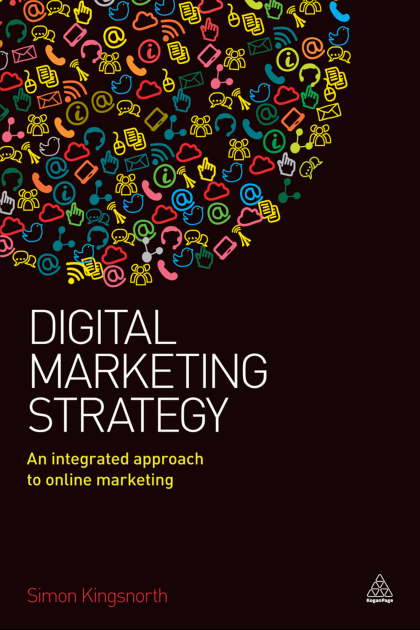 DIGITAL
MARKETING
STRATEGY
An integrated approach
to online marketing
Simon Kingsnorth
KoganPage